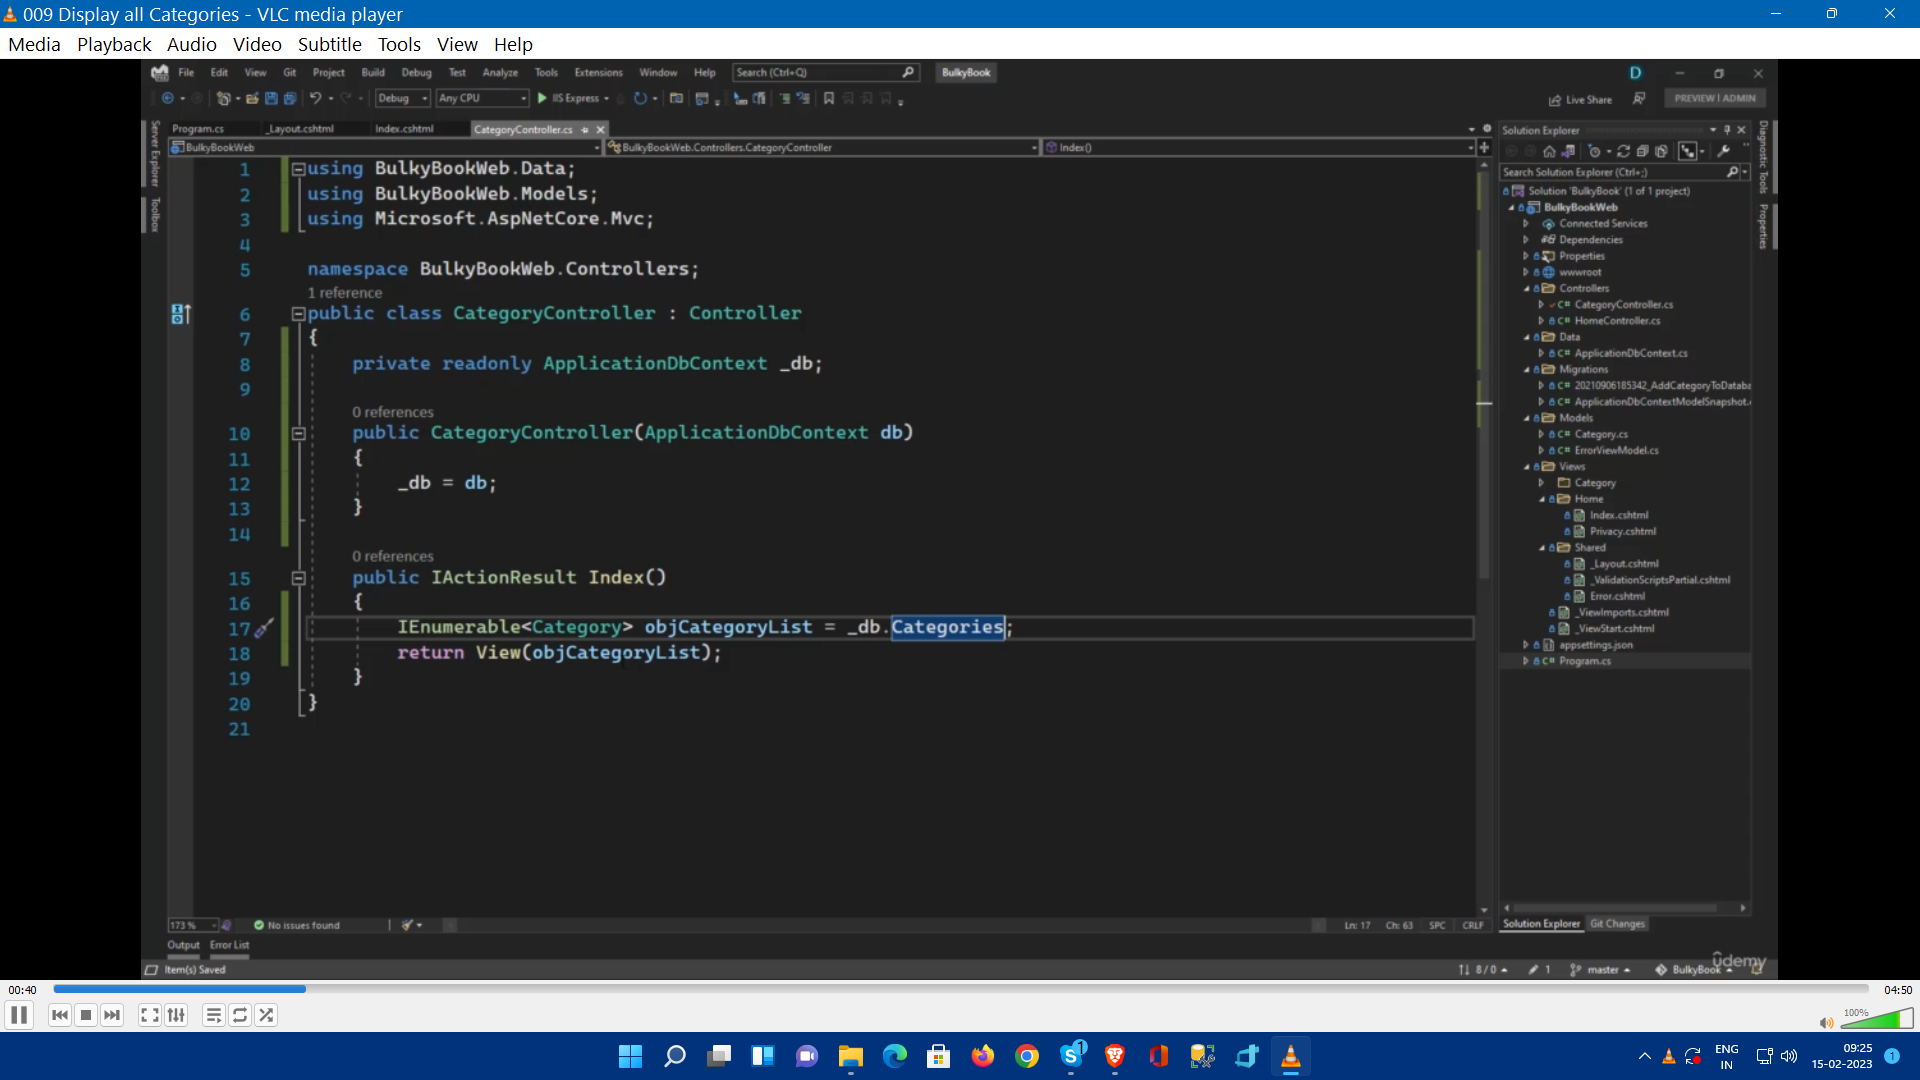 009 Display all Categories - VLC media player
Media Playback Audio Video Subtitle Tools View Help
File Edit View Git Project Build Debug Test Analyze Tools Extensions Window Help Search (Ctrl+Q) BulkyBook D
Debug Any CPU IIS Express Live Share PREVIEW | ADMIN
Program.cs _Layout.cshtml Index.cshtml CategoryController.cs
BulkyBookWeb BulkyBookWeb.Controllers.CategoryController Index()
Server Explorer
Toolbox
1 using BulkyBookWeb.Data;
2 using BulkyBookWeb.Models;
3 using Microsoft.AspNetCore.Mvc;
4
5 namespace BulkyBookWeb.Controllers;
1 reference
6 public class CategoryController : Controller
7 {
8 private readonly ApplicationDbContext _db;
9
0 references
10 public CategoryController(ApplicationDbContext db)
11 {
12 _db = db;
13 }
14
0 references
15 public IActionResult Index()
16 {
17 IEnumerable<Category> objCategoryList = _db.Categories;
18 return View(objCategoryList);
19 }
20 }
21
173 % No issues found Ln: 17 Ch: 63 SPC CRLF
Output Error List
Item(s) Saved 8 / 0 1 master BulkyBook
Solution Explorer
Search Solution Explorer (Ctrl+;)
Solution 'BulkyBook' (1 of 1 project)
BulkyBookWeb
Connected Services
Dependencies
Properties
wwwroot
Controllers
C# CategoryController.cs
C# HomeController.cs
Data
C# ApplicationDbContext.cs
Migrations
C# 20210906185342_AddCategoryToDataba
C# ApplicationDbContextModelSnapshot.
Models
C# Category.cs
C# ErrorViewModel.cs
Views
Category
Home
Index.cshtml
Privacy.cshtml
Shared
_Layout.cshtml
_ValidationScriptsPartial.cshtml
Error.cshtml
_ViewImports.cshtml
_ViewStart.cshtml
appsettings.json
C# Program.cs
Solution Explorer Git Changes
Diagnostic Tools
Properties
udemy
00:40 04:50
100%
1 ENG
IN
09:25
15-02-2023 1